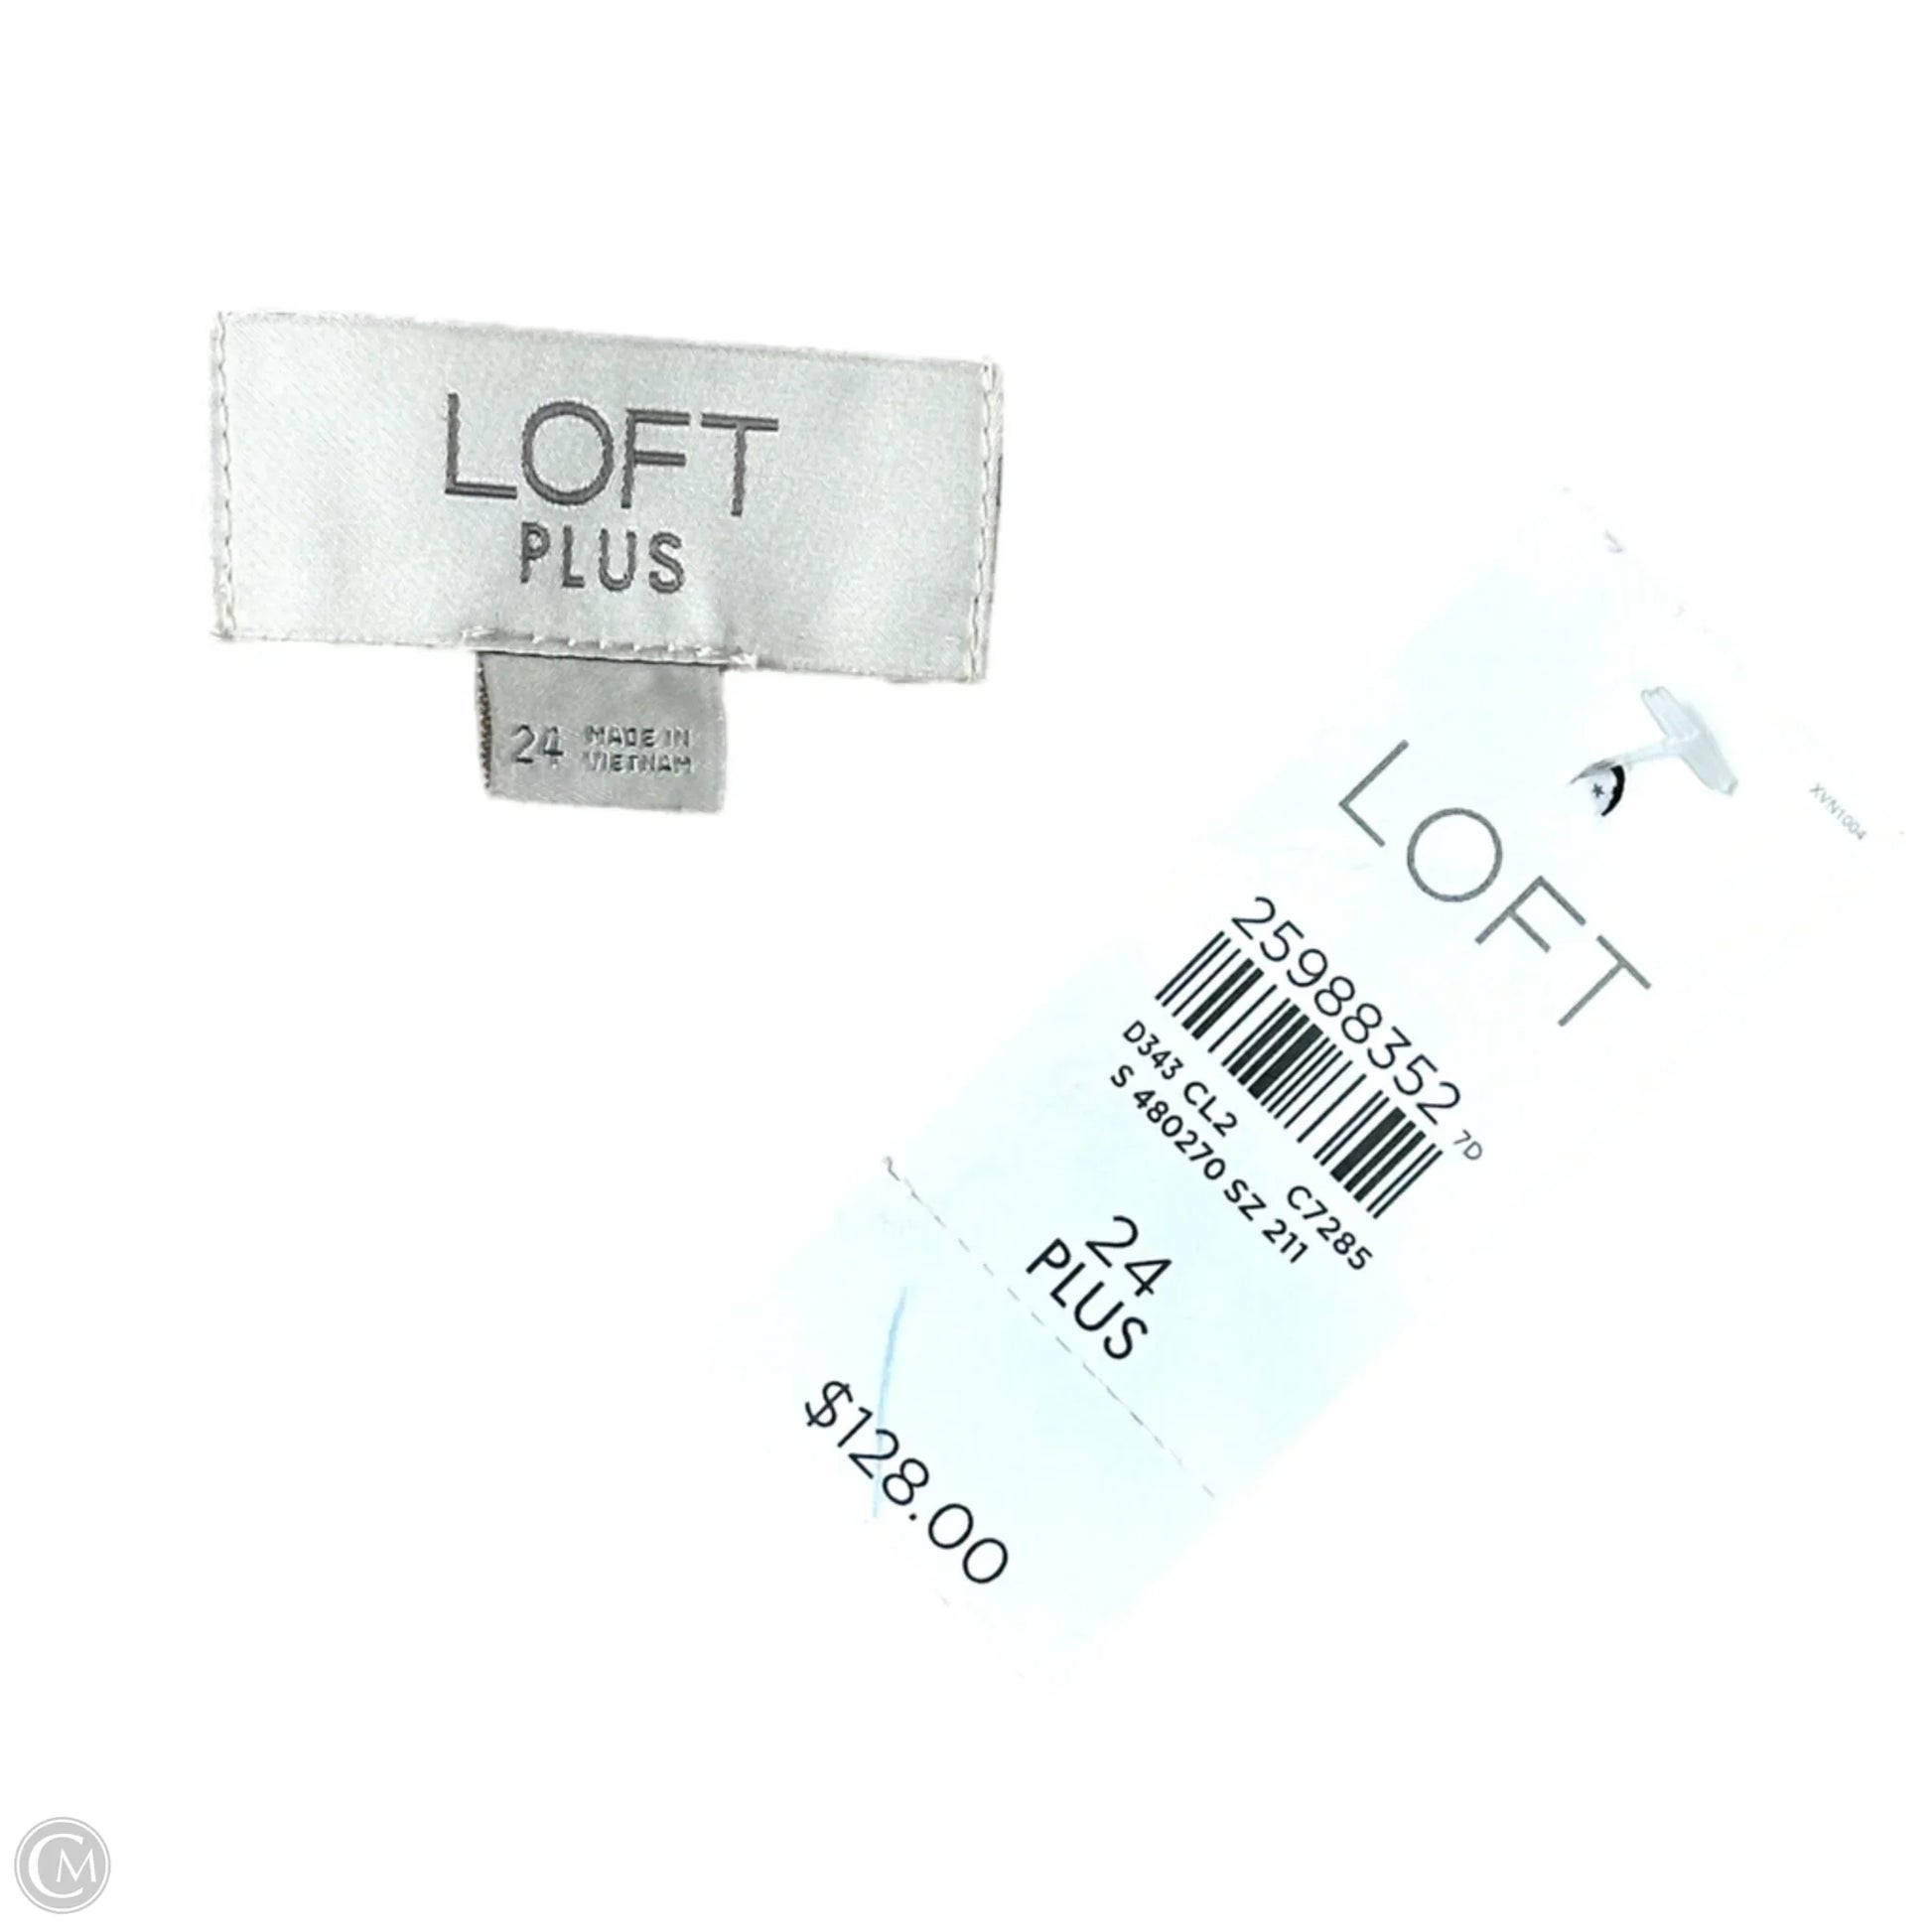 LOFT
PLUS
24 MADE IN
VIETNAM
XVN1004
LOFT
25988352
7D
D343 CL2 C7285
S 480270 SZ 211
24
PLUS
$128.00
CM